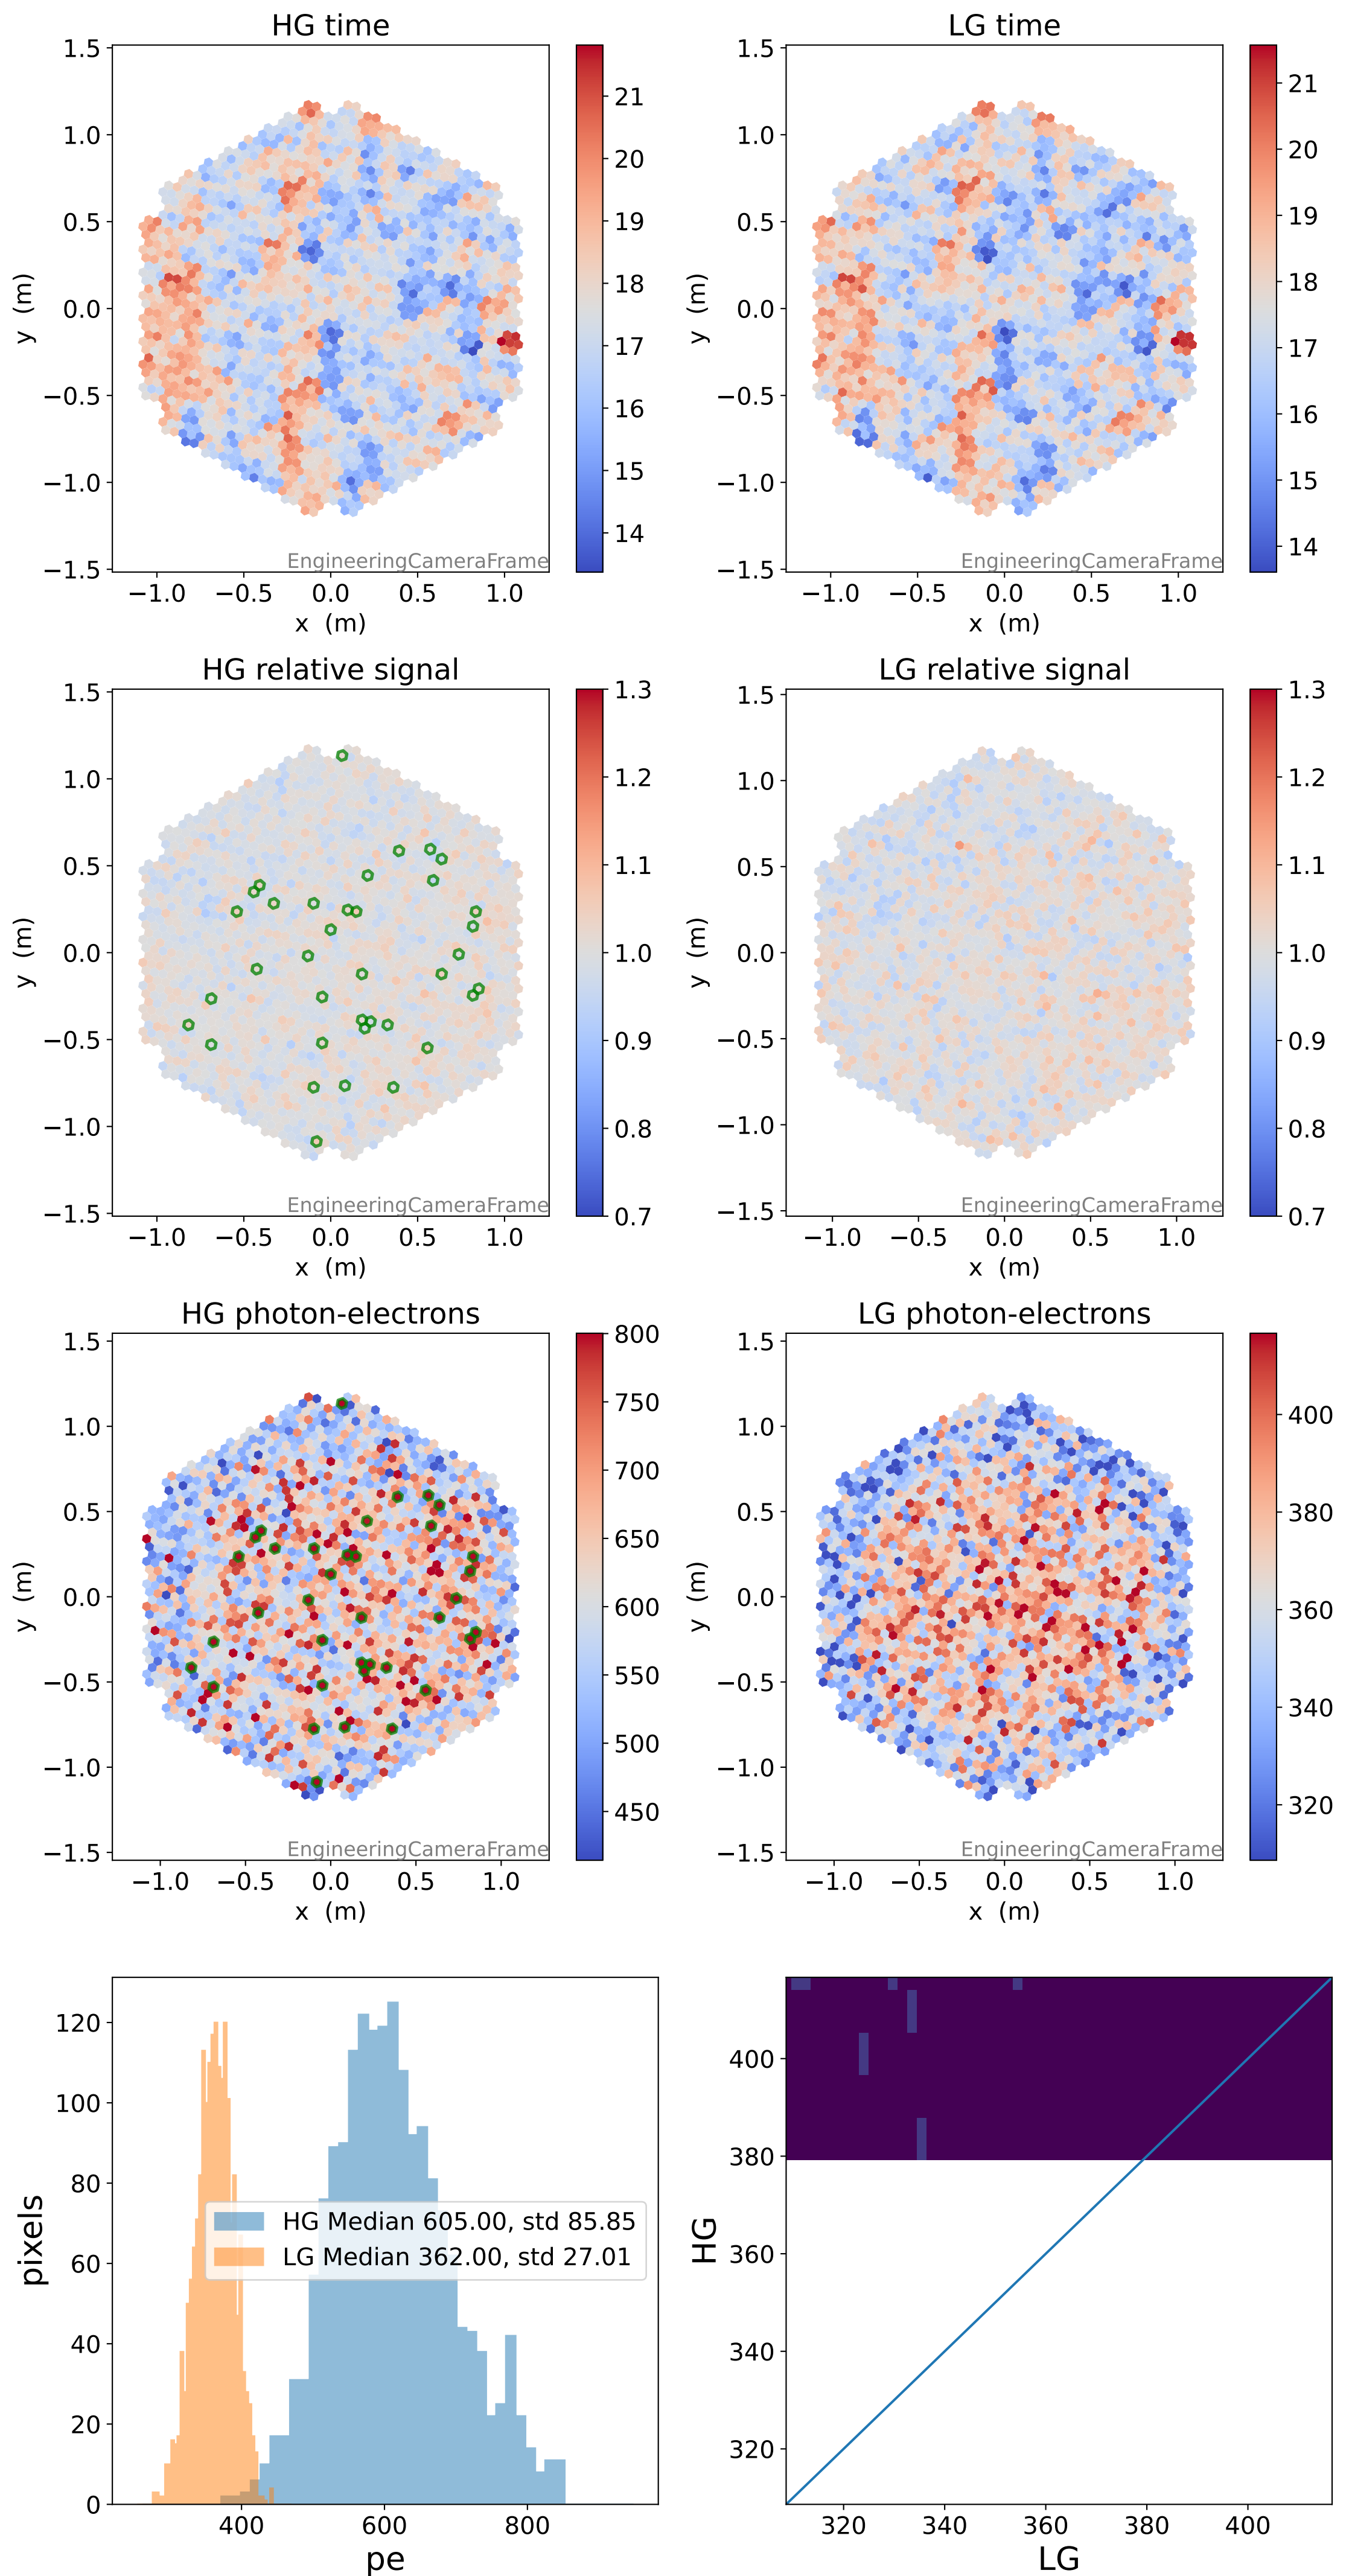 HG time
1.5
1.0
0.5
0.0
−0.5
−1.0
−1.5
y (m)
−1.0 −0.5 0.0 0.5 1.0
x (m)
EngineeringCameraFrame
21
20
19
18
17
16
15
14
LG time
1.5
1.0
0.5
0.0
−0.5
−1.0
−1.5
y (m)
−1.0 −0.5 0.0 0.5 1.0
x (m)
EngineeringCameraFrame
21
20
19
18
17
16
15
14
HG relative signal
1.5
1.0
0.5
0.0
−0.5
−1.0
−1.5
y (m)
−1.0 −0.5 0.0 0.5 1.0
x (m)
EngineeringCameraFrame
1.3
1.2
1.1
1.0
0.9
0.8
0.7
LG relative signal
1.5
1.0
0.5
0.0
−0.5
−1.0
−1.5
y (m)
−1.0 −0.5 0.0 0.5 1.0
x (m)
EngineeringCameraFrame
1.3
1.2
1.1
1.0
0.9
0.8
0.7
HG photon-electrons
1.5
1.0
0.5
0.0
−0.5
−1.0
−1.5
y (m)
−1.0 −0.5 0.0 0.5 1.0
x (m)
EngineeringCameraFrame
800
750
700
650
600
550
500
450
LG photon-electrons
1.5
1.0
0.5
0.0
−0.5
−1.0
−1.5
y (m)
−1.0 −0.5 0.0 0.5 1.0
x (m)
EngineeringCameraFrame
400
380
360
340
320
120
100
80
60
40
20
0
pixels
HG Median 605.00, std 85.85
LG Median 362.00, std 27.01
400 600 800
pe
400
380
360
340
320
HG
320 340 360 380 400
LG